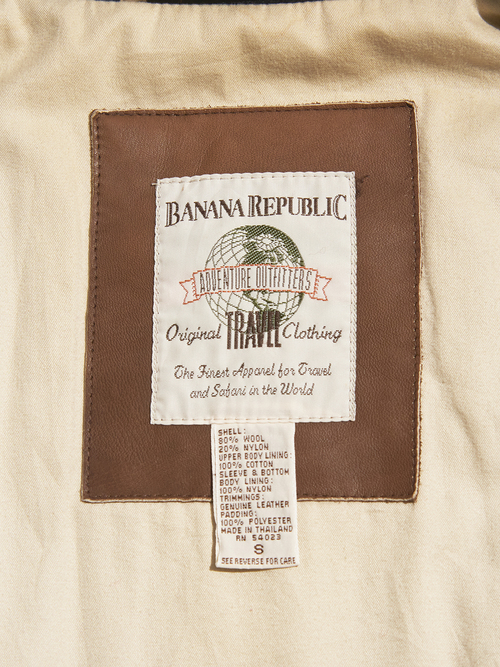 BANANA REPUBLIC
ADVENTURE OUTFITTERS
Original TRAVEL Clothing
The Finest Apparel for Travel
and Safari in the World
SHELL:
80% WOOL
20% NYLON
UPPER BODY LINING:
100% COTTON
SLEEVE & BOTTOM
BODY LINING:
100% NYLON
TRIMMINGS:
GENUINE LEATHER
PADDING:
100% POLYESTER
MADE IN THAILAND
RN 54023
S
SEE REVERSE FOR CARE